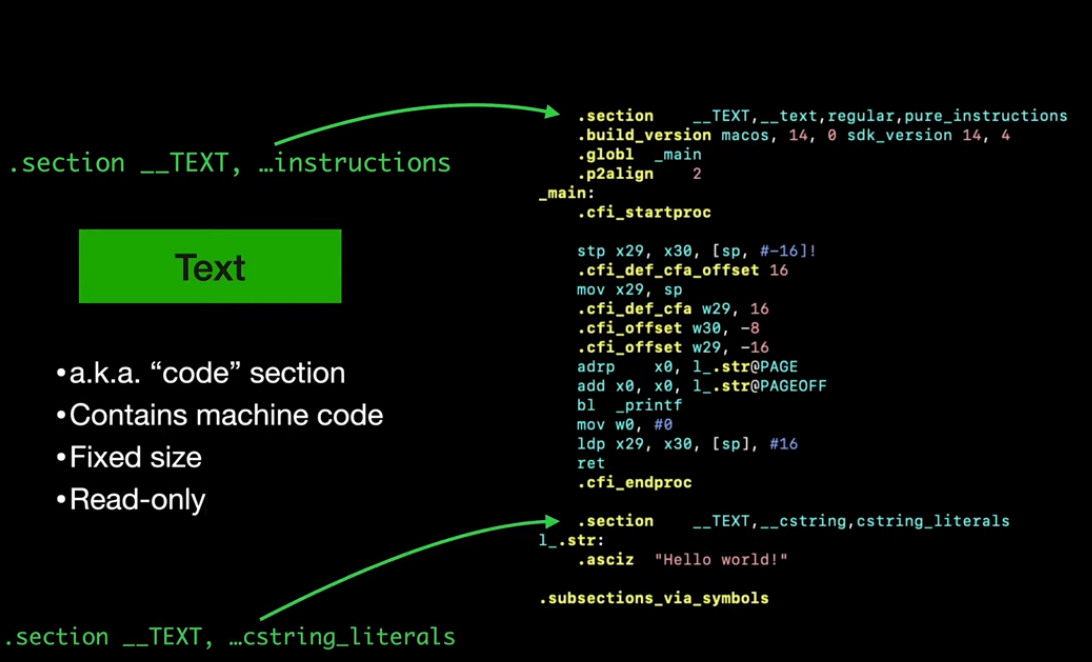 .section __TEXT, …instructions
Text
•a.k.a. “code” section
•Contains machine code
•Fixed size
•Read-only
.section __TEXT, …cstring_literals
.section __TEXT,__text,regular,pure_instructions
.build_version macos, 14, 0 sdk_version 14, 4
.globl _main
.p2align 2
_main:
.cfi_startproc
stp x29, x30, [sp, #-16]!
.cfi_def_cfa_offset 16
mov x29, sp
.cfi_def_cfa w29, 16
.cfi_offset w30, -8
.cfi_offset w29, -16
adrp x0, l_.str@PAGE
add x0, x0, l_.str@PAGEOFF
bl _printf
mov w0, #0
ldp x29, x30, [sp], #16
ret
.cfi_endproc
.section __TEXT,__cstring,cstring_literals
l_.str:
.asciz "Hello world!"
.subsections_via_symbols